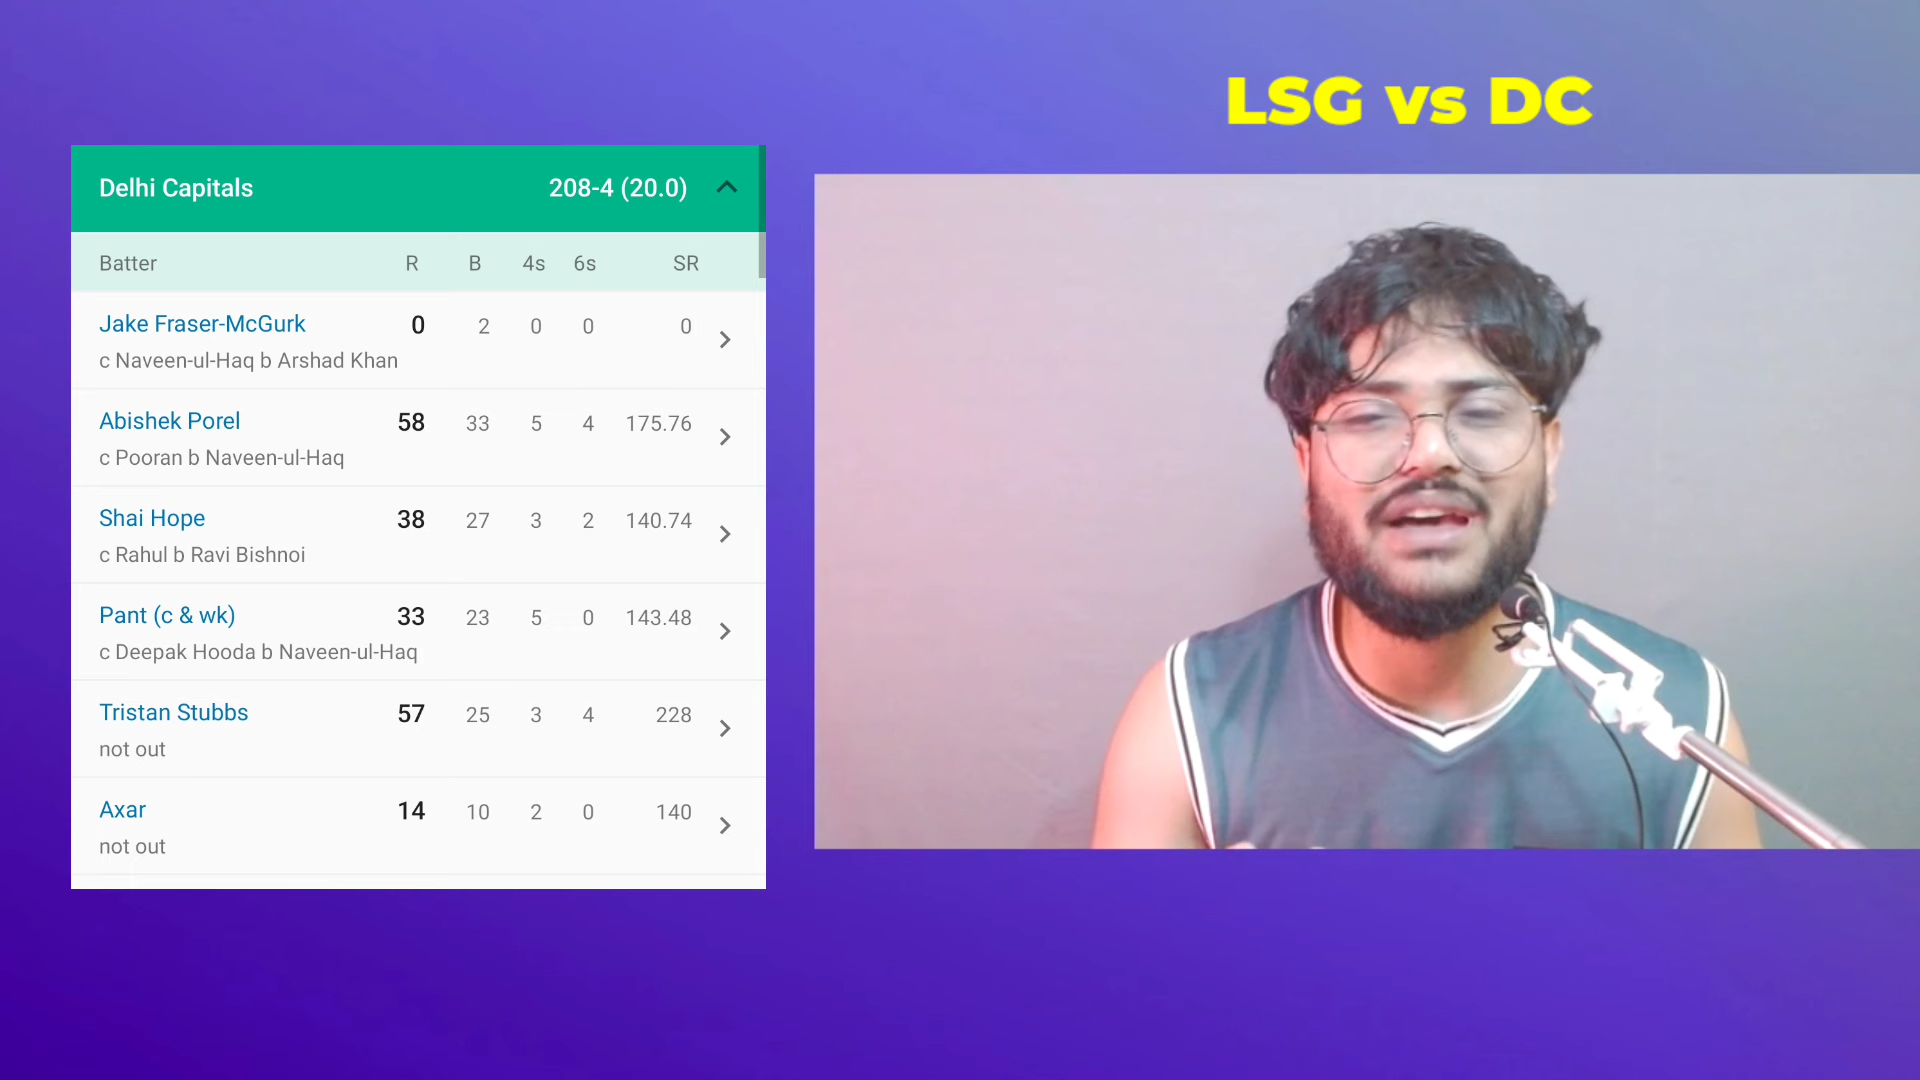 LSG vs DC
Delhi Capitals 208-4 (20.0)
Batter R B 4s 6s SR
Jake Fraser-McGurk 0 2 0 0 0
c Naveen-ul-Haq b Arshad Khan
Abishek Porel 58 33 5 4 175.76
c Pooran b Naveen-ul-Haq
Shai Hope 38 27 3 2 140.74
c Rahul b Ravi Bishnoi
Pant (c & wk) 33 23 5 0 143.48
c Deepak Hooda b Naveen-ul-Haq
Tristan Stubbs 57 25 3 4 228
not out
Axar 14 10 2 0 140
not out